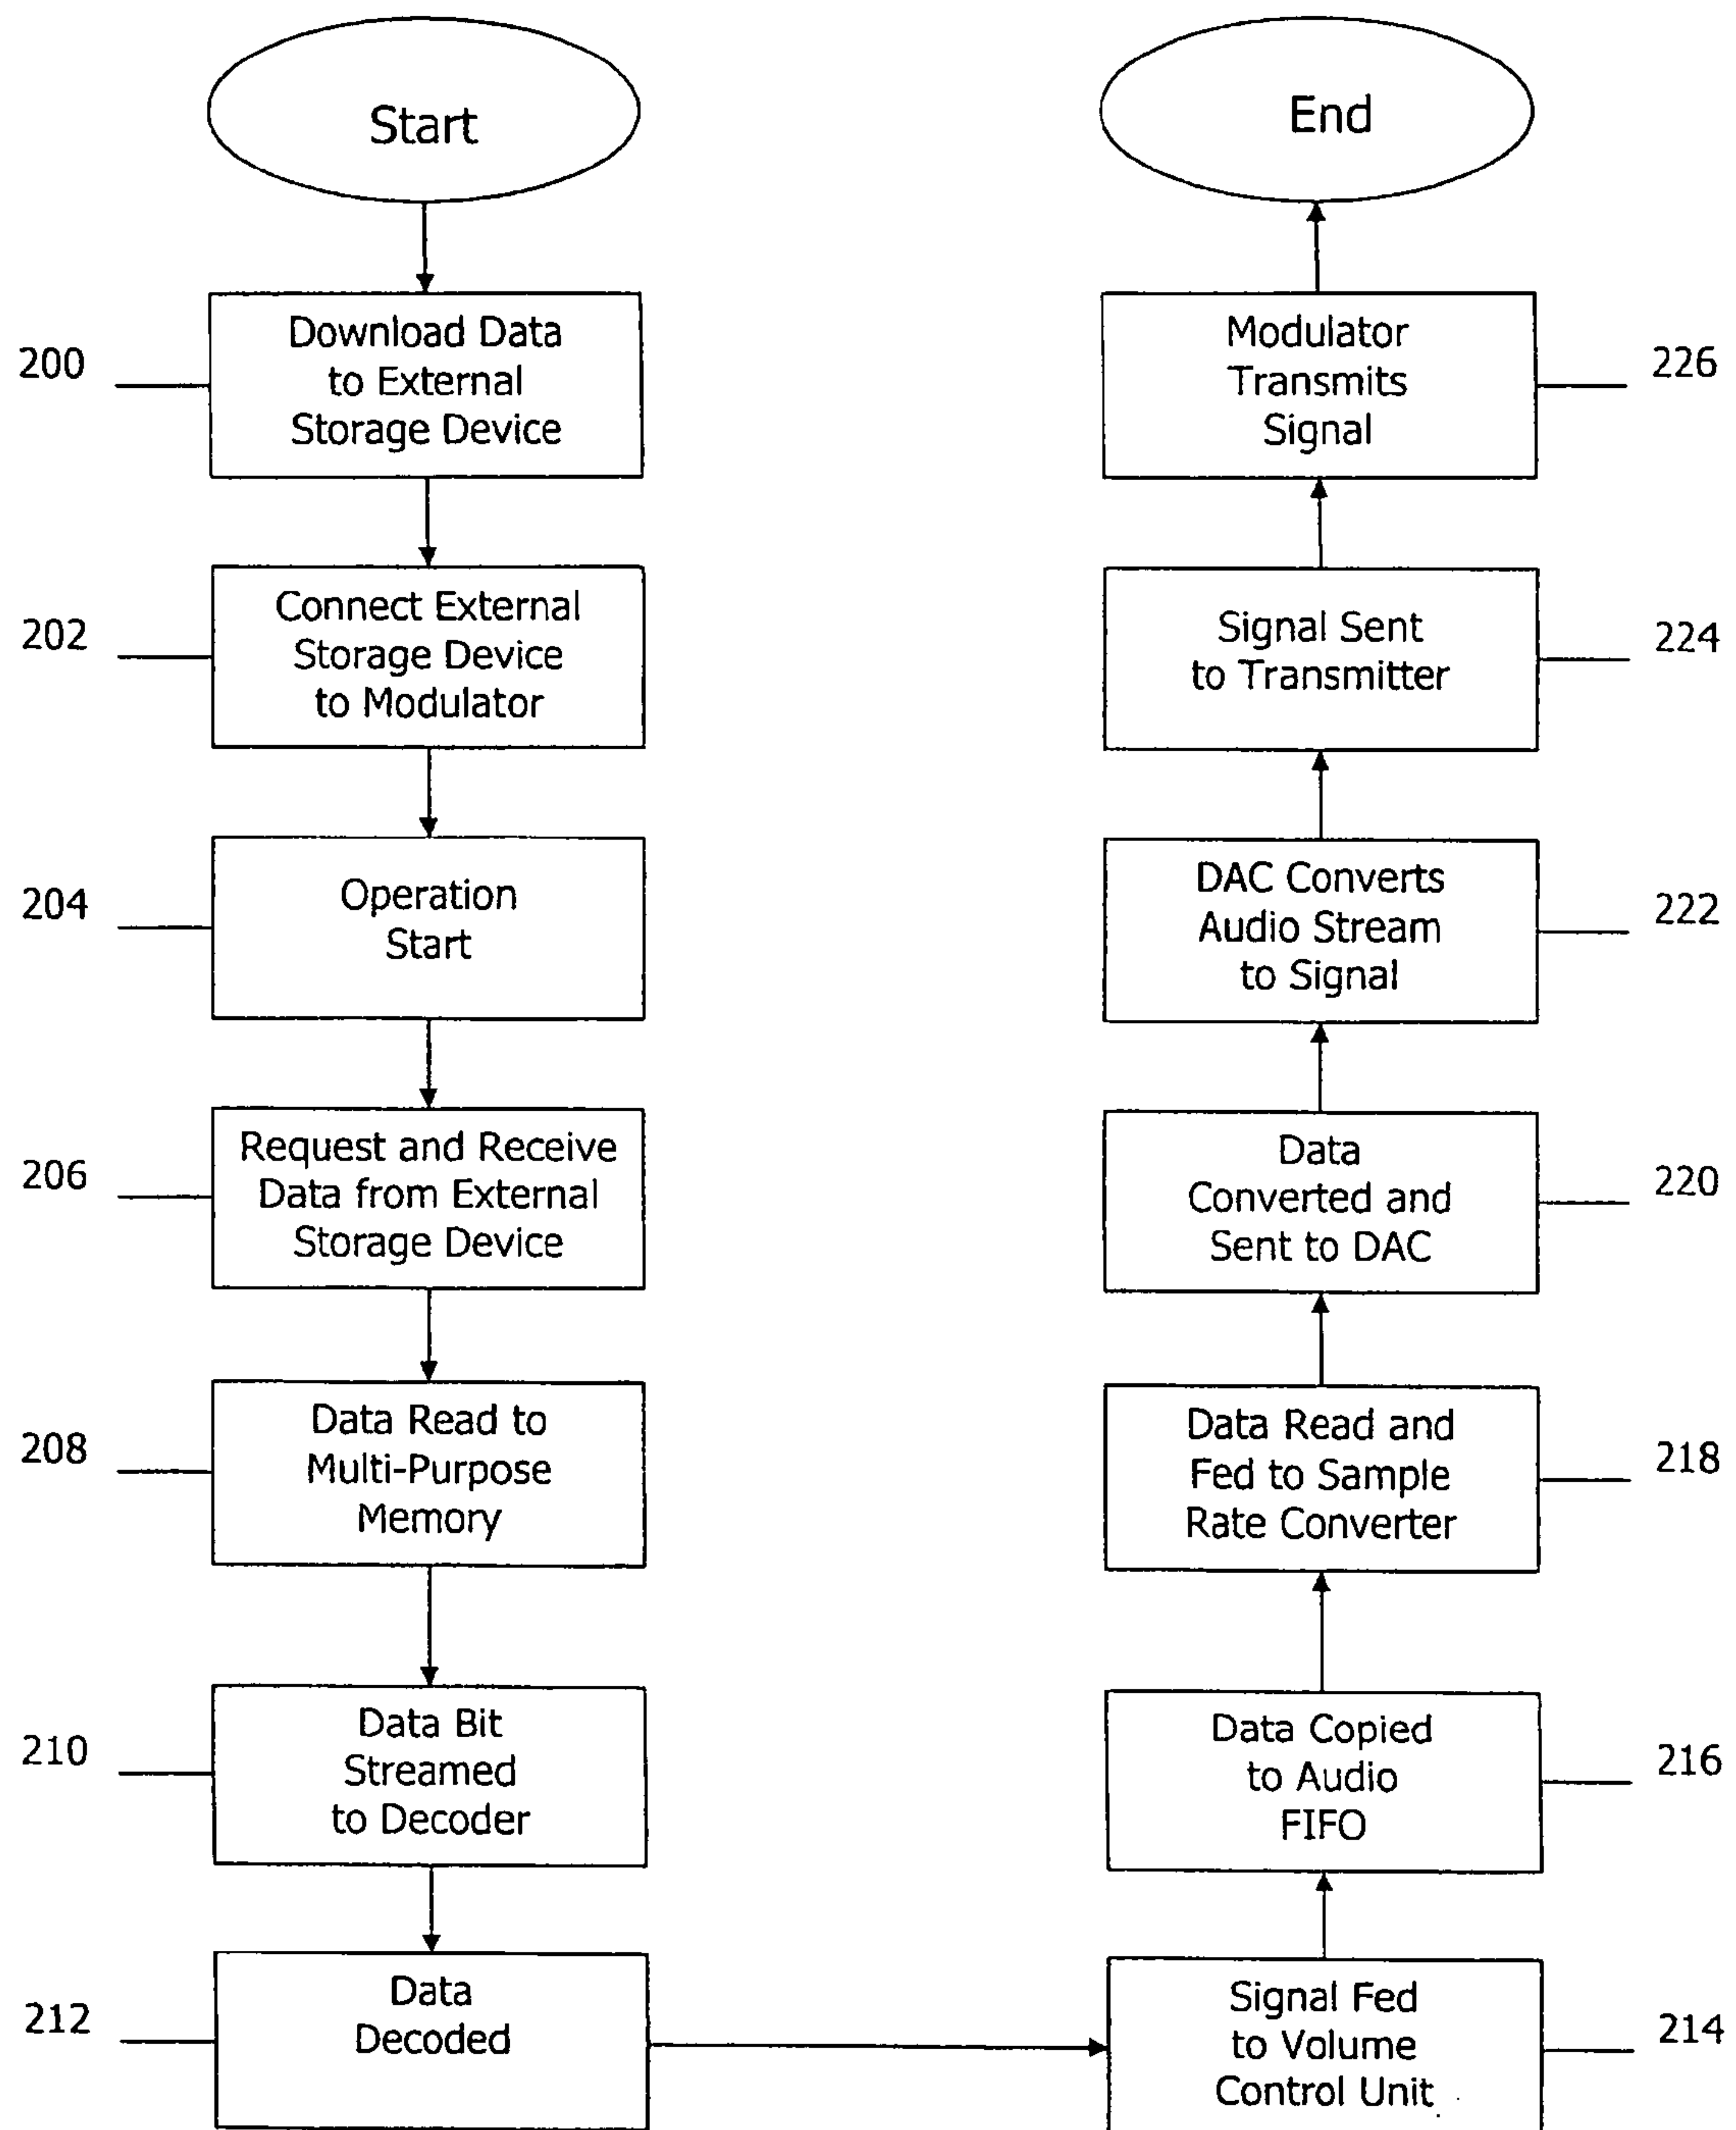 Start
200
Download Data
to External
Storage Device
202
Connect External
Storage Device
to Modulator
204
Operation
Start
206
Request and Receive
Data from External
Storage Device
208
Data Read to
Multi-Purpose
Memory
210
Data Bit
Streamed
to Decoder
212
Data
Decoded
Signal Fed
to Volume
Control Unit
214
Data Copied
to Audio
FIFO
216
Data Read and
Fed to Sample
Rate Converter
218
Data
Converted and
Sent to DAC
220
DAC Converts
Audio Stream
to Signal
222
Signal Sent
to Transmitter
224
Modulator
Transmits
Signal
226
End